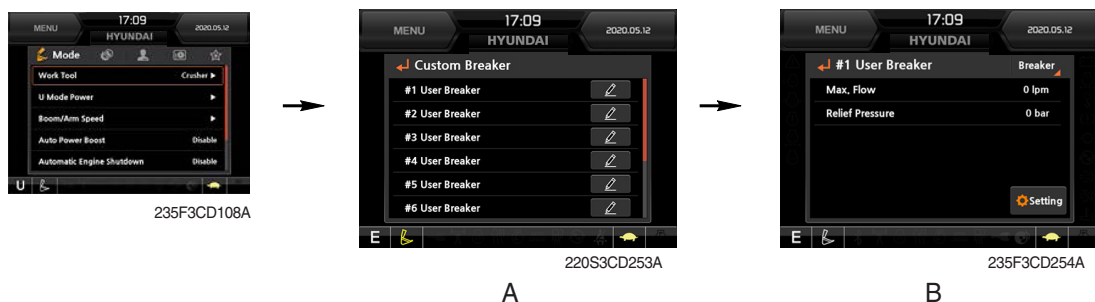 MENU 17:09 2020.05.12
HYUNDAI
Mode
Work Tool Crusher ▶
U Mode Power ▶
Boom/Arm Speed ▶
Auto Power Boost Disable
Automatic Engine Shutdown Disable
U
235F3CD108A
MENU 17:09 2020.05.12
HYUNDAI
Custom Breaker
#1 User Breaker
#2 User Breaker
#3 User Breaker
#4 User Breaker
#5 User Breaker
#6 User Breaker
E
220S3CD253A
A
MENU 17:09 2020.05.12
HYUNDAI
#1 User Breaker Breaker
Max. Flow 0 lpm
Relief Pressure 0 bar
Setting
E
235F3CD254A
B